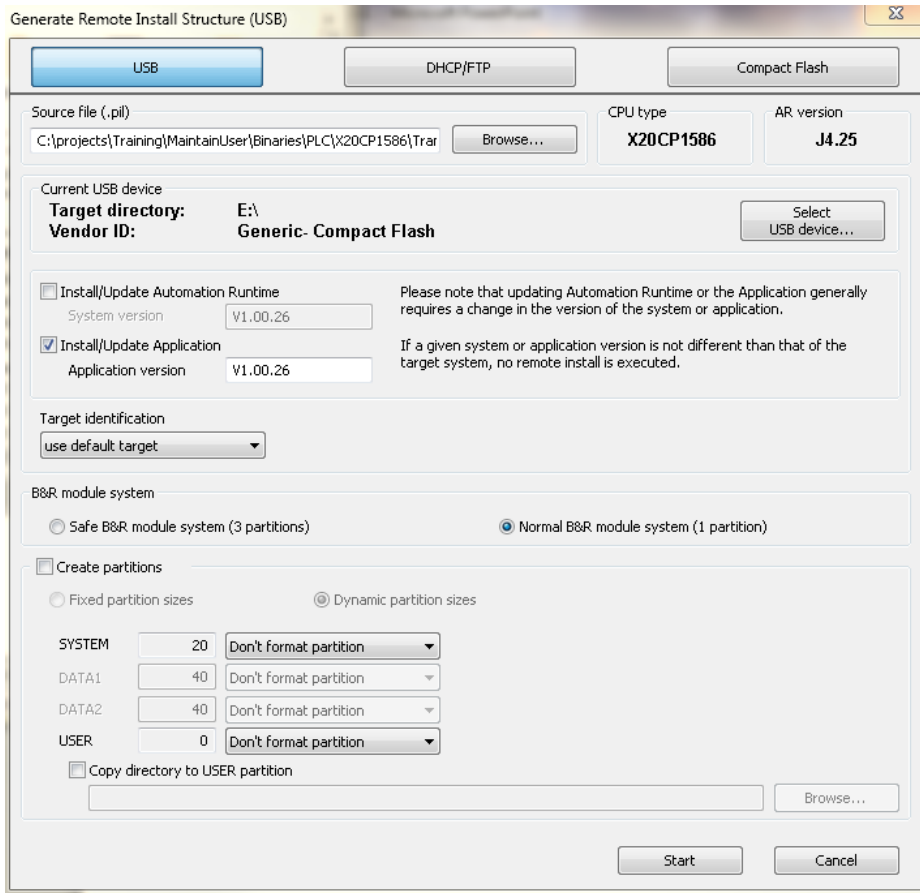 Generate Remote Install Structure (USB)
USB
DHCP/FTP
Compact Flash
Source file (.pil)
CPU type
AR version
C:\projects\Training\MaintainUser\Binaries\PLC\X20CP1586\Trar
Browse...
X20CP1586
J4.25
Current USB device
Target directory: E:\
Vendor ID: Generic- Compact Flash
Select
USB device...
Install/Update Automation Runtime
System version V1.00.26
Install/Update Application
Application version V1.00.26
Please note that updating Automation Runtime or the Application generally
requires a change in the version of the system or application.
If a given system or application version is not different than that of the
target system, no remote install is executed.
Target identification
use default target
B&R module system
Safe B&R module system (3 partitions)
Normal B&R module system (1 partition)
Create partitions
Fixed partition sizes
Dynamic partition sizes
SYSTEM 20 Don't format partition
DATA1 40 Don't format partition
DATA2 40 Don't format partition
USER 0 Don't format partition
Copy directory to USER partition
Browse...
Start
Cancel